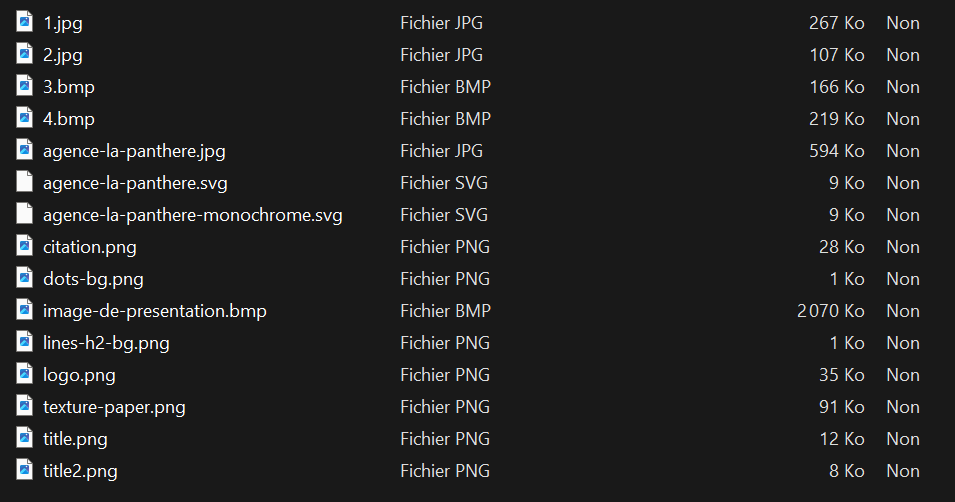 1.jpg Fichier JPG 267 Ko Non
2.jpg Fichier JPG 107 Ko Non
3.bmp Fichier BMP 166 Ko Non
4.bmp Fichier BMP 219 Ko Non
agence-la-panthere.jpg Fichier JPG 594 Ko Non
agence-la-panthere.svg Fichier SVG 9 Ko Non
agence-la-panthere-monochrome.svg Fichier SVG 9 Ko Non
citation.png Fichier PNG 28 Ko Non
dots-bg.png Fichier PNG 1 Ko Non
image-de-presentation.bmp Fichier BMP 2 070 Ko Non
lines-h2-bg.png Fichier PNG 1 Ko Non
logo.png Fichier PNG 35 Ko Non
texture-paper.png Fichier PNG 91 Ko Non
title.png Fichier PNG 12 Ko Non
title2.png Fichier PNG 8 Ko Non